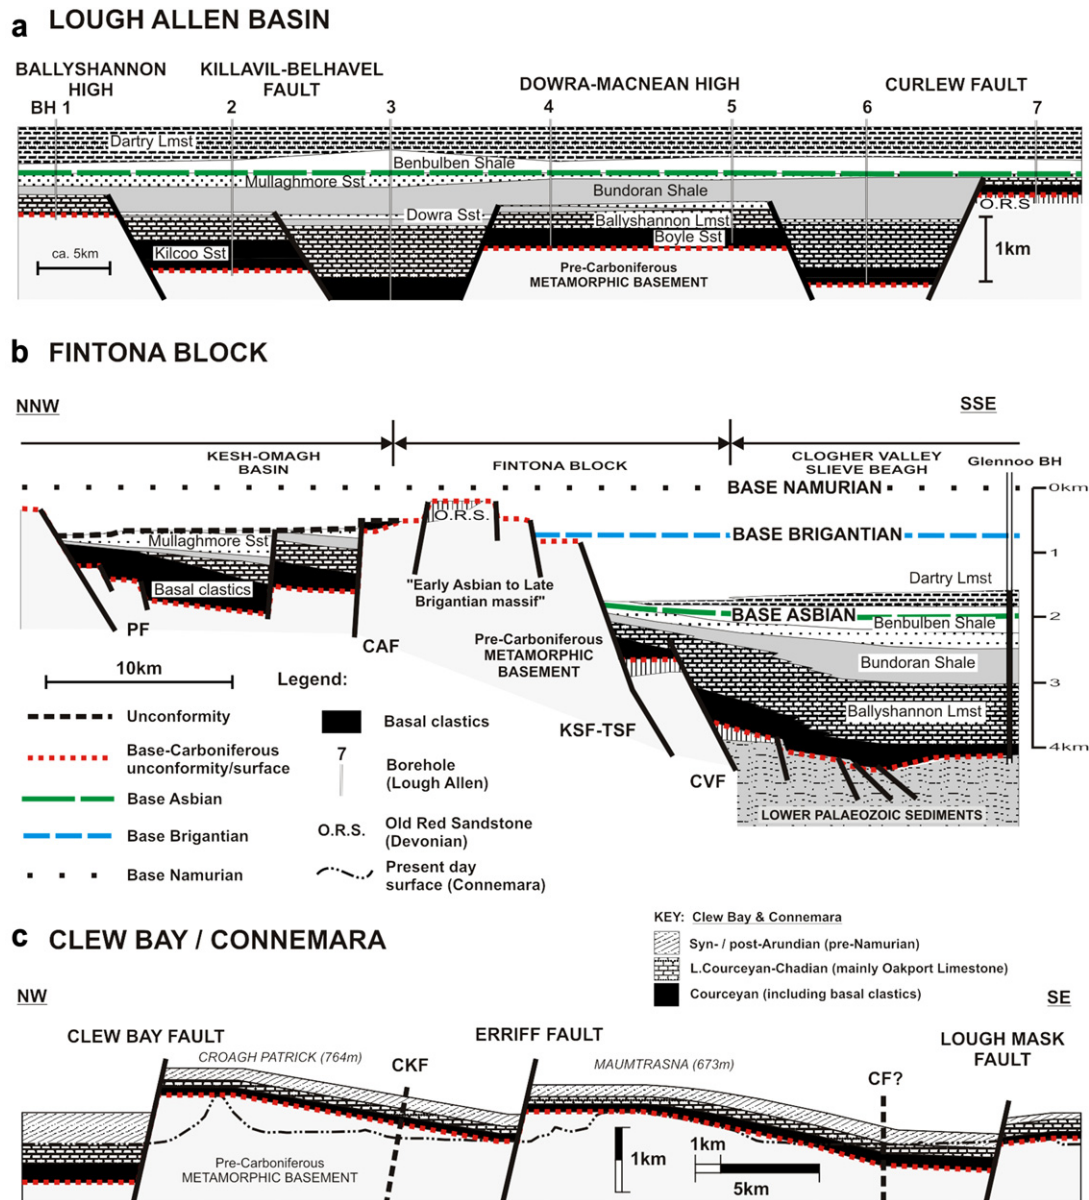 a LOUGH ALLEN BASIN
BALLYSHANNON
HIGH
KILLAVIL-BELHAVEL
FAULT
DOWRA-MACNEAN HIGH
CURLEW FAULT
BH 1 2 3 4 5 6 7
Dartry Lmst
Benbulben Shale
Mullaghmore Sst
Bundoran Shale
O.R.S
Dowra Sst
Ballyshannon Lmst
Boyle Sst
Kilcoo Sst
ca. 5km
1km
Pre-Carboniferous
METAMORPHIC BASEMENT
b FINTONA BLOCK
NNW
SSE
KESH-OMAGH
BASIN
FINTONA BLOCK
CLOGHER VALLEY
SLIEVE BEAGH
Glennoo BH
BASE NAMURIAN
0km
O.R.S.
BASE BRIGANTIAN
Mullaghmore Sst
1
Dartry Lmst
Basal clastics
"Early Asbian to Late
Brigantian massif"
BASE ASBIAN
2
Benbulben Shale
PF
CAF
Pre-Carboniferous
METAMORPHIC
BASEMENT
Bundoran Shale
3
10km
Ballyshannon Lmst
KSF-TSF
4km
CVF
LOWER PALAEOZOIC SEDIMENTS
Legend:
Unconformity
Base-Carboniferous
unconformity/surface
Base Asbian
Base Brigantian
Base Namurian
Basal clastics
7
Borehole
(Lough Allen)
O.R.S.
Old Red Sandstone
(Devonian)
Present day
surface (Connemara)
c CLEW BAY / CONNEMARA
KEY: Clew Bay & Connemara
Syn- / post-Arundian (pre-Namurian)
L.Courceyan-Chadian (mainly Oakport Limestone)
Courceyan (including basal clastics)
NW
SE
CLEW BAY FAULT
ERRIFF FAULT
LOUGH MASK
FAULT
CROAGH PATRICK (764m)
CKF
MAUMTRASNA (673m)
CF?
Pre-Carboniferous
METAMORPHIC BASEMENT
1km
1km
5km